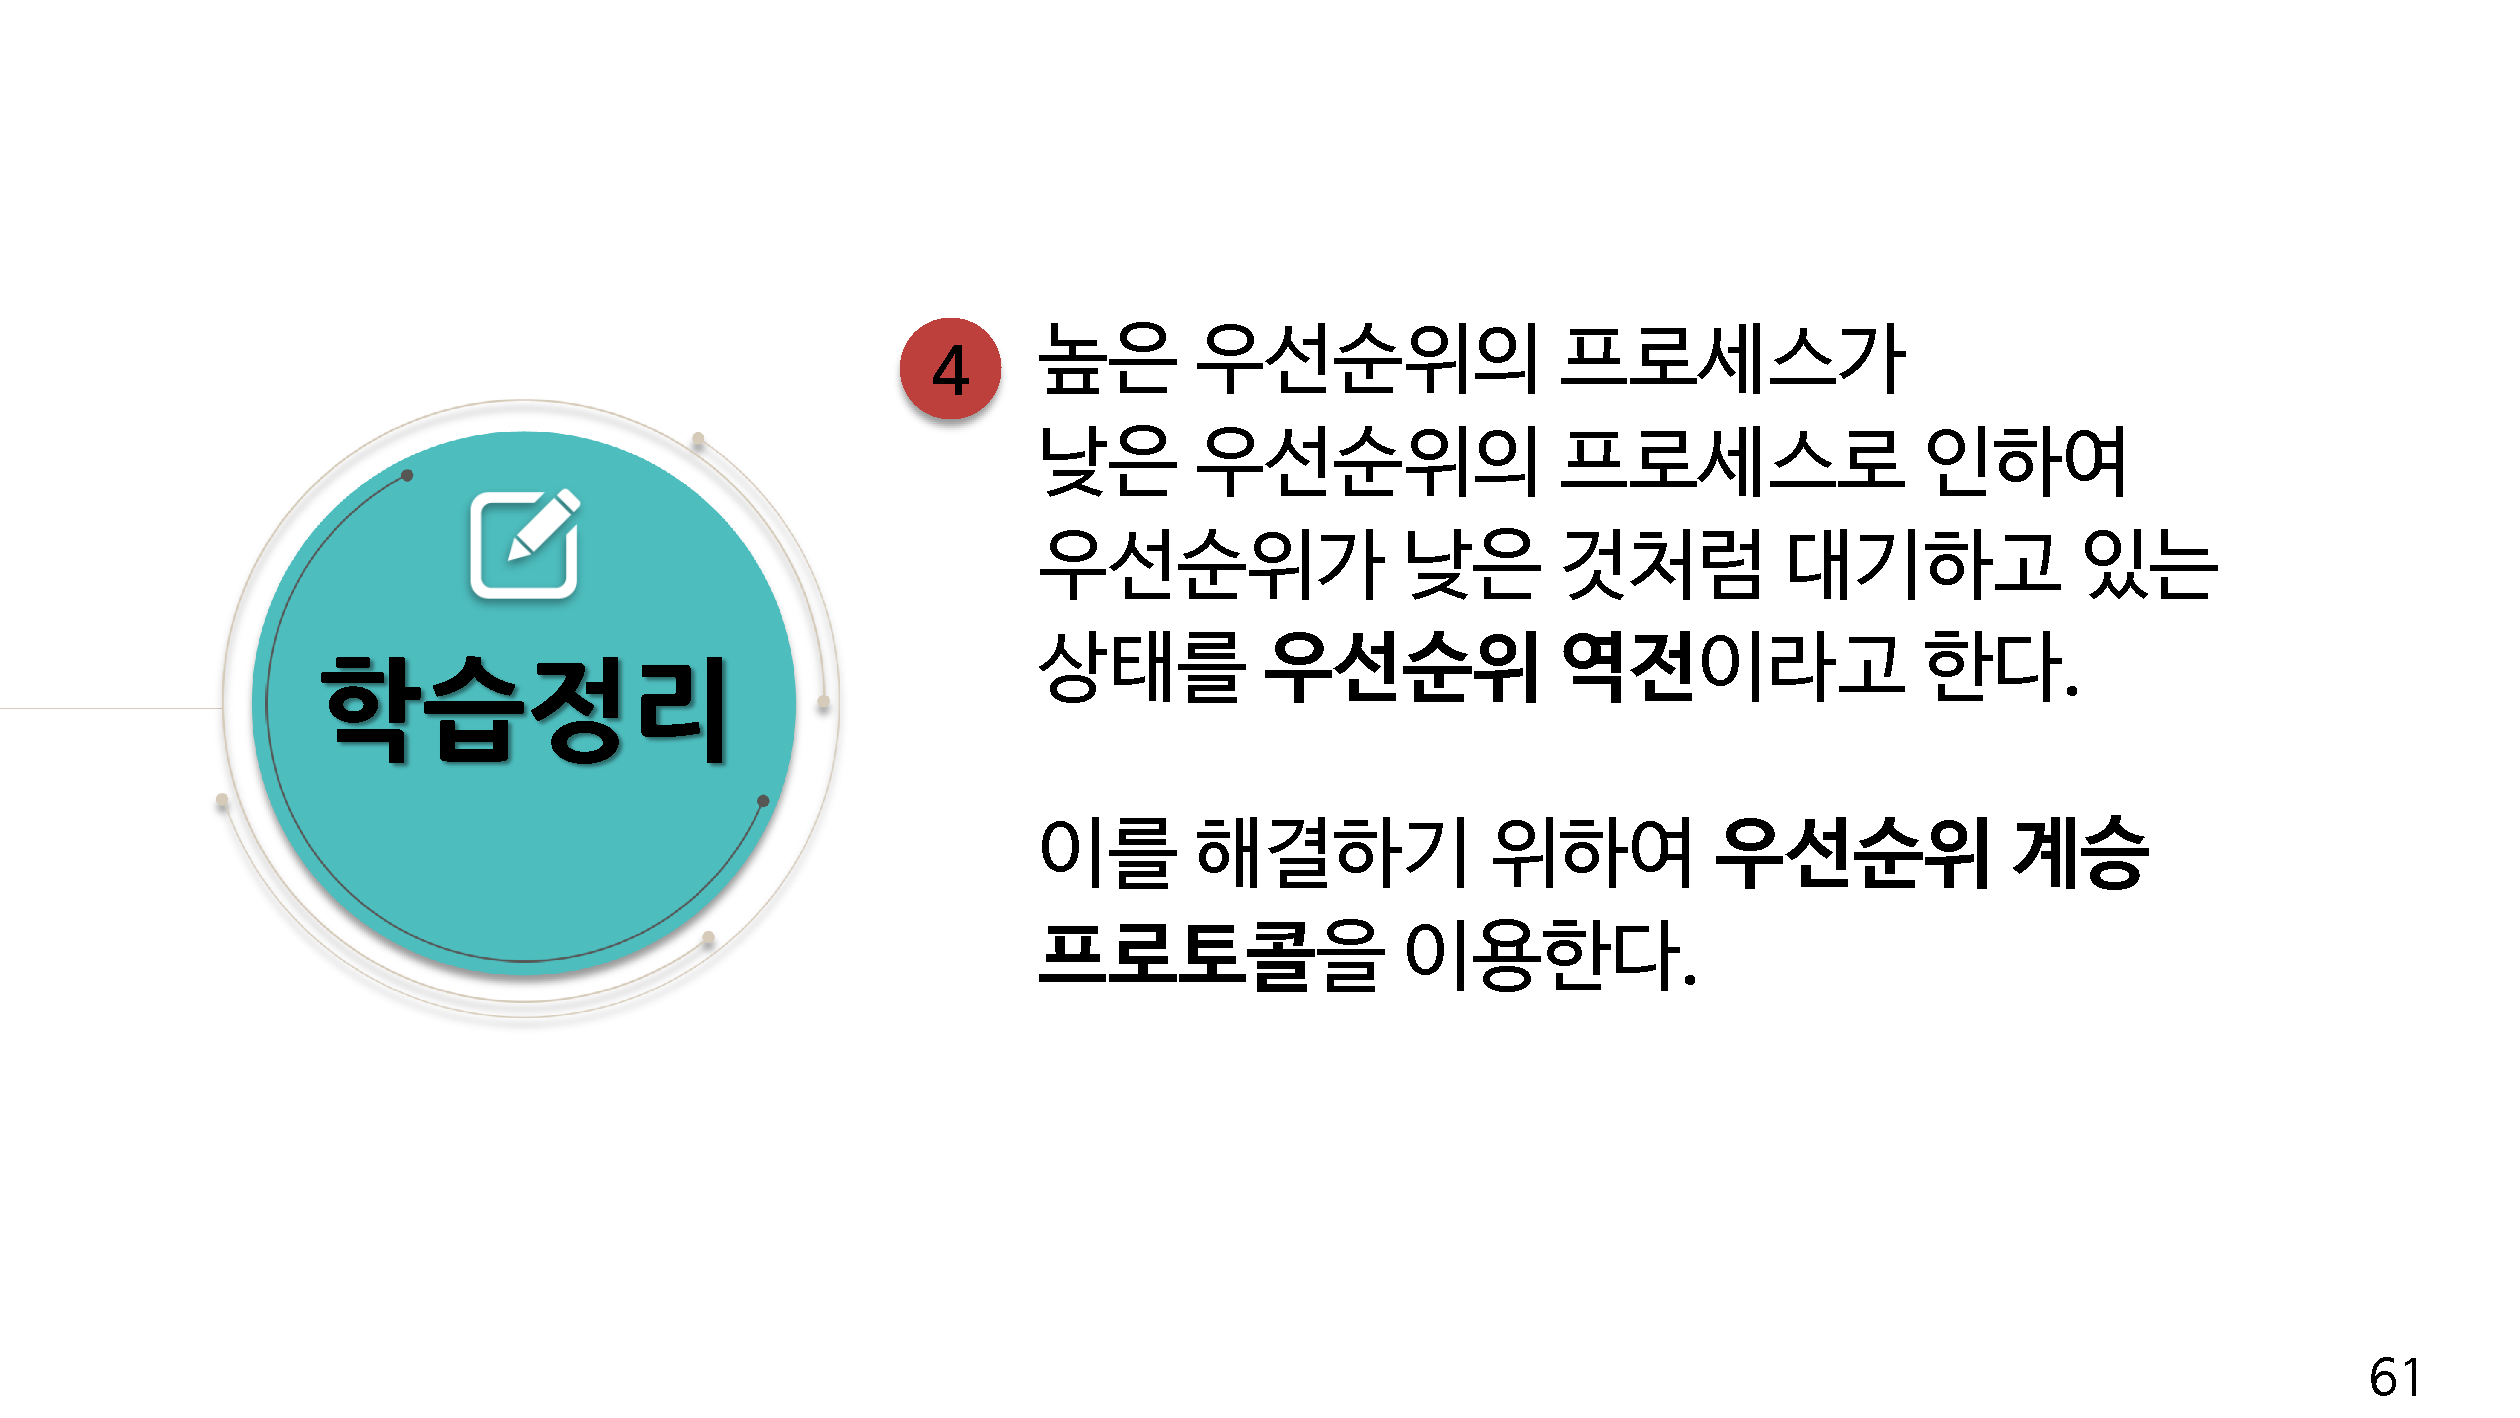 학습정리
4
높은 우선순위의 프로세스가
낮은 우선순위의 프로세스로 인하여
우선순위가 낮은 것처럼 대기하고 있는
상태를 우선순위 역전이라고 한다.
이를 해결하기 위하여 우선순위 계승
프로토콜을 이용한다.
61